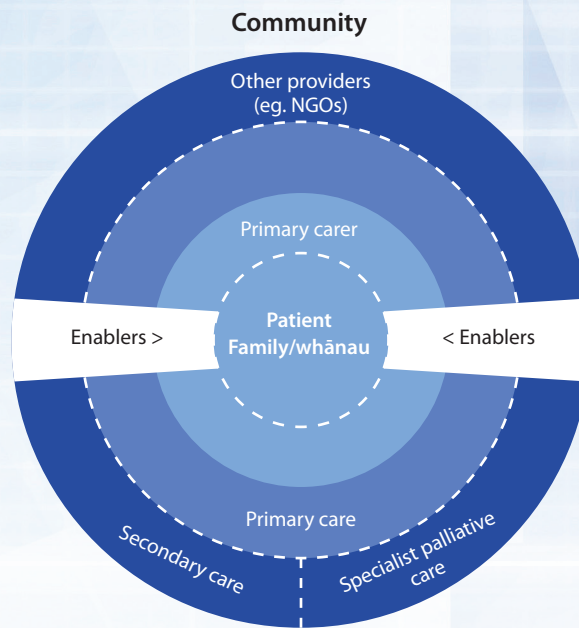 Community
Other providers
(eg. NGOs)
Primary carer
Enablers >
Patient
Family/whānau
< Enablers
Primary care
Secondary care
Specialist palliative
care